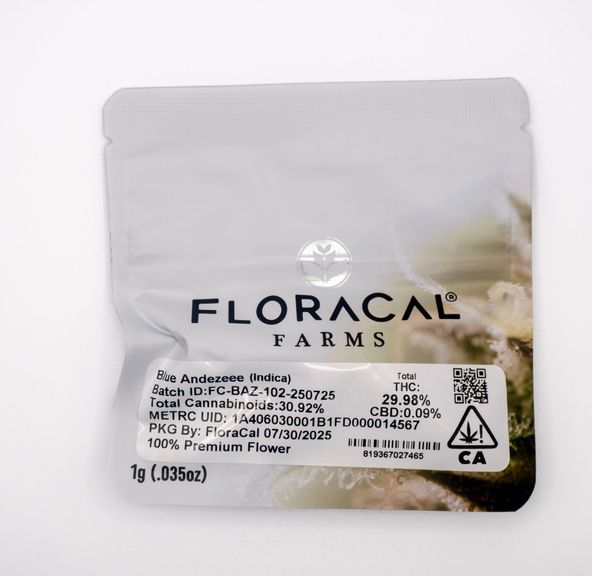 FLORACAL®
FARMS
Blue Andezeee (Indica)
Batch ID:FC-BAZ-102-250725
Total Cannabinoids:30.92%
METRC UID: 1A406030001B1FD000014567
PKG By: FloraCal 07/30/2025
100% Premium Flower
Total
THC:
29.98%
CBD:0.09%
819367027465
!
CA
1g (.035oz)